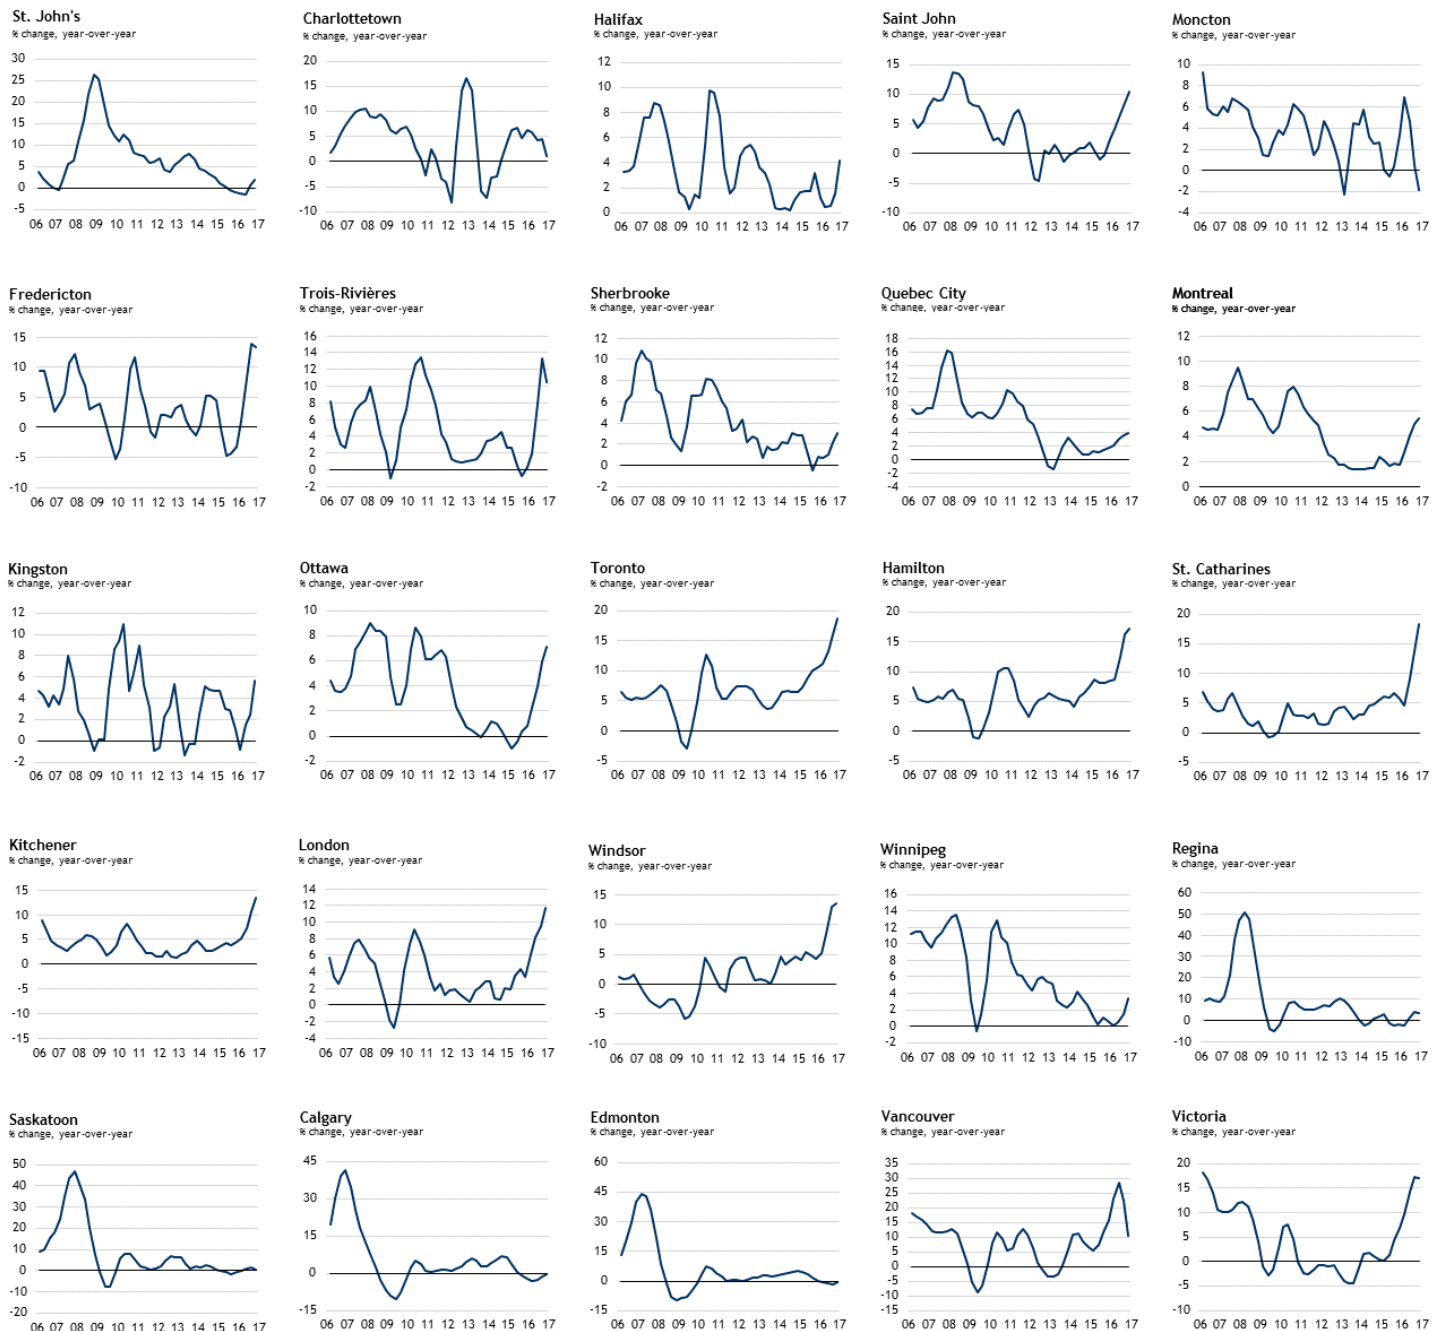 St. John's
% change, year-over-year
30
25
20
15
10
5
0
-5
06 07 08 09 10 11 12 13 14 15 16 17
Charlottetown
% change, year-over-year
20
15
10
5
0
-5
-10
06 07 08 09 10 11 12 13 14 15 16 17
Halifax
% change, year-over-year
12
10
8
6
4
2
0
06 07 08 09 10 11 12 13 14 15 16 17
Saint John
% change, year-over-year
15
10
5
0
-5
-10
06 07 08 09 10 11 12 13 14 15 16 17
Moncton
% change, year-over-year
10
8
6
4
2
0
-2
-4
06 07 08 09 10 11 12 13 14 15 16 17
Fredericton
% change, year-over-year
15
10
5
0
-5
-10
06 07 08 09 10 11 12 13 14 15 16 17
Trois-Rivières
% change, year-over-year
16
14
12
10
8
6
4
2
0
-2
06 07 08 09 10 11 12 13 14 15 16 17
Sherbrooke
% change, year-over-year
12
10
8
6
4
2
0
-2
06 07 08 09 10 11 12 13 14 15 16 17
Quebec City
% change, year-over-year
18
16
14
12
10
8
6
4
2
0
-2
-4
06 07 08 09 10 11 12 13 14 15 16 17
Montreal
% change, year-over-year
12
10
8
6
4
2
0
06 07 08 09 10 11 12 13 14 15 16 17
Kingston
% change, year-over-year
12
10
8
6
4
2
0
-2
06 07 08 09 10 11 12 13 14 15 16 17
Ottawa
% change, year-over-year
10
8
6
4
2
0
-2
06 07 08 09 10 11 12 13 14 15 16 17
Toronto
% change, year-over-year
20
15
10
5
0
-5
06 07 08 09 10 11 12 13 14 15 16 17
Hamilton
% change, year-over-year
20
15
10
5
0
-5
06 07 08 09 10 11 12 13 14 15 16 17
St. Catharines
% change, year-over-year
20
15
10
5
0
-5
06 07 08 09 10 11 12 13 14 15 16 17
Kitchener
% change, year-over-year
15
10
5
0
-5
-10
-15
06 07 08 09 10 11 12 13 14 15 16 17
London
% change, year-over-year
14
12
10
8
6
4
2
0
-2
-4
06 07 08 09 10 11 12 13 14 15 16 17
Windsor
% change, year-over-year
15
10
5
0
-5
-10
06 07 08 09 10 11 12 13 14 15 16 17
Winnipeg
% change, year-over-year
16
14
12
10
8
6
4
2
0
-2
06 07 08 09 10 11 12 13 14 15 16 17
Regina
% change, year-over-year
60
50
40
30
20
10
0
-10
06 07 08 09 10 11 12 13 14 15 16 17
Saskatoon
% change, year-over-year
50
40
30
20
10
0
-10
-20
06 07 08 09 10 11 12 13 14 15 16 17
Calgary
% change, year-over-year
45
30
15
0
-15
06 07 08 09 10 11 12 13 14 15 16 17
Edmonton
% change, year-over-year
60
45
30
15
0
-15
06 07 08 09 10 11 12 13 14 15 16 17
Vancouver
% change, year-over-year
35
30
25
20
15
10
5
0
-5
-10
-15
06 07 08 09 10 11 12 13 14 15 16 17
Victoria
% change, year-over-year
20
15
10
5
0
-5
-10
06 07 08 09 10 11 12 13 14 15 16 17